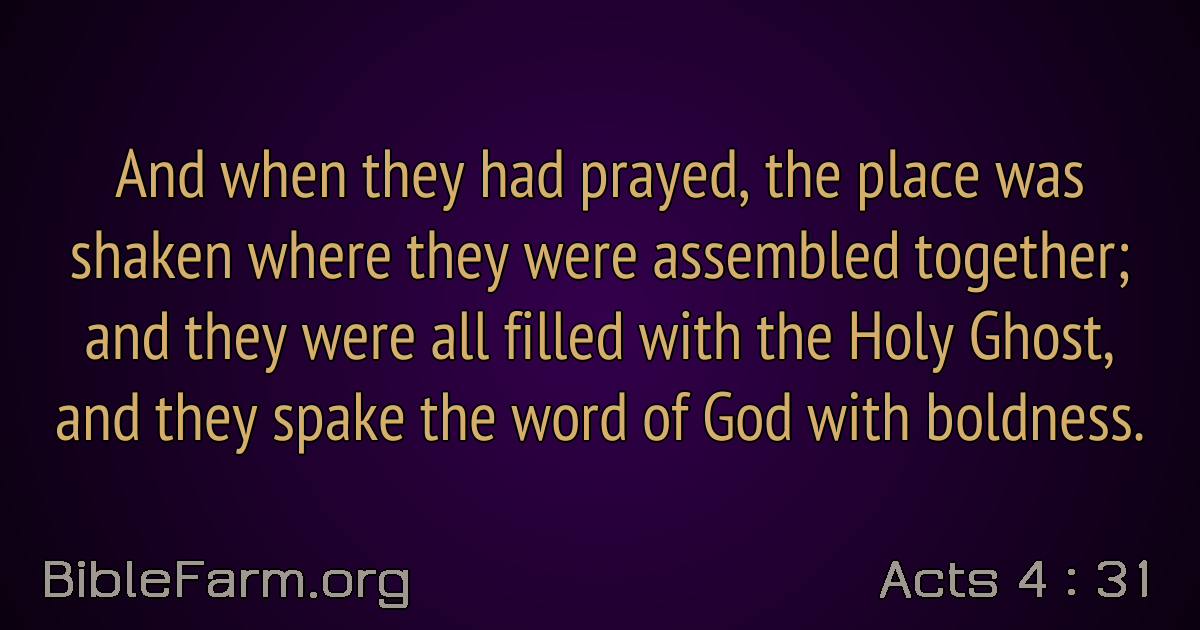 And when they had prayed, the place was
shaken where they were assembled together;
and they were all filled with the Holy Ghost,
and they spake the word of God with boldness.
BibleFarm.org
Acts 4 : 31